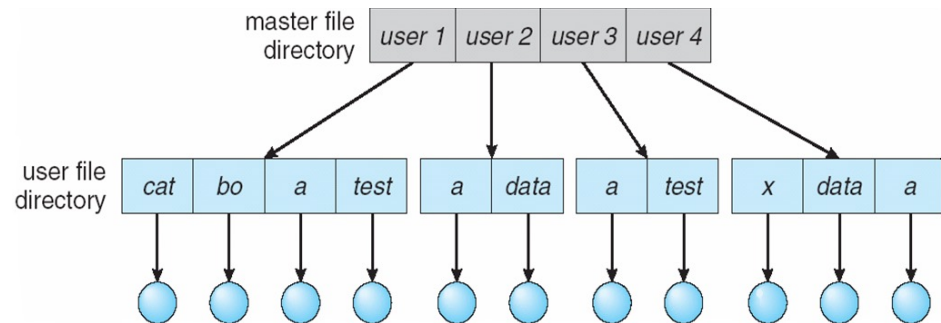 master file
directory
user 1 user 2 user 3 user 4
user file
directory
cat bo a test a data a test x data a